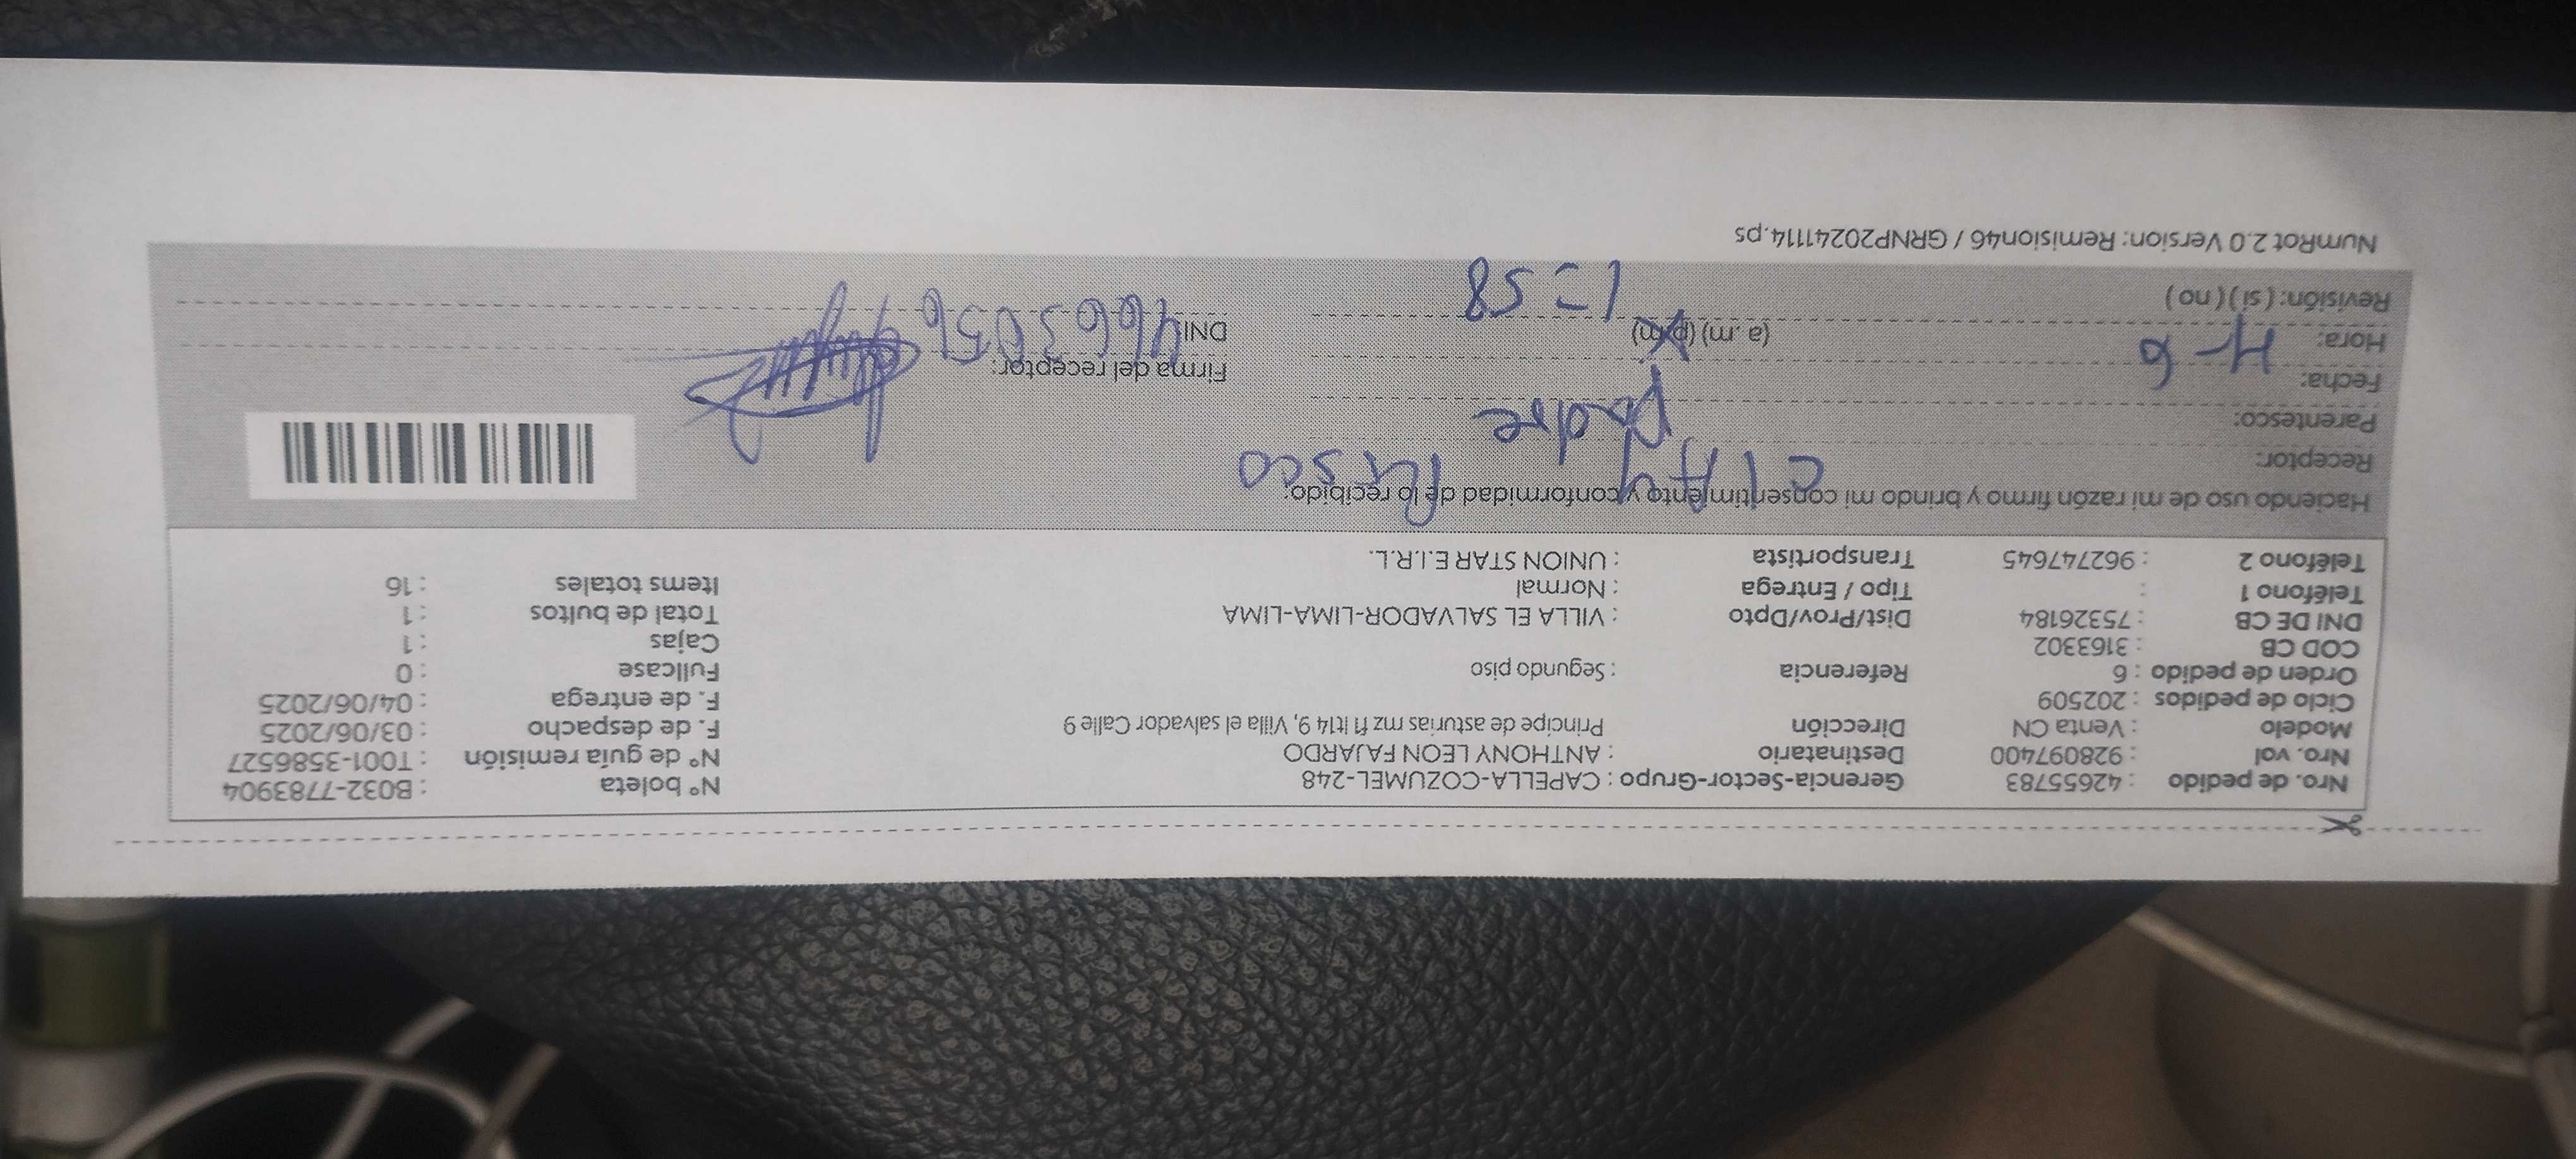 Nro. de pedido : 42655783 Gerencia-Sector-Grupo : CAPELLA-COZUMEL-248 N° boleta : B032-7783904
Nro. vol : 928097400 Destinatario : ANTHONY LEON FAJARDO N° de guía remisión : T001-3586527
Modelo : Venta CN Dirección Principe de asturias mz f1 lt14 9, Villa el salvador Calle 9 F. de despacho : 03/06/2025
Ciclo de pedidos : 202509 F. de entrega : 04/06/2025
Orden de pedido : 6 Referencia : Segundo piso Fullcase : 0
COD CB : 3163302 Cajas : 1
DNI DE CB : 75326184 Dist/Prov/Dpto : VILLA EL SALVADOR-LIMA-LIMA Total de bultos : 1
Teléfono 1 : Tipo / Entrega : Normal Items totales : 16
Teléfono 2 : 962747645 Transportista : UNION STAR E.I.R.L.
Haciendo uso de mi razón firmo y brindo mi consentimiento y conformidad de lo recibido:
Receptor:
Parentesco: padre
Fecha: 4-6 Firma del receptor:
Hora: (a.m) (p.m) 1=58 DNI
Revisión: ( si ) ( no )
NumRot 2.0 Version: Remision46 / GRNP20241114.ps